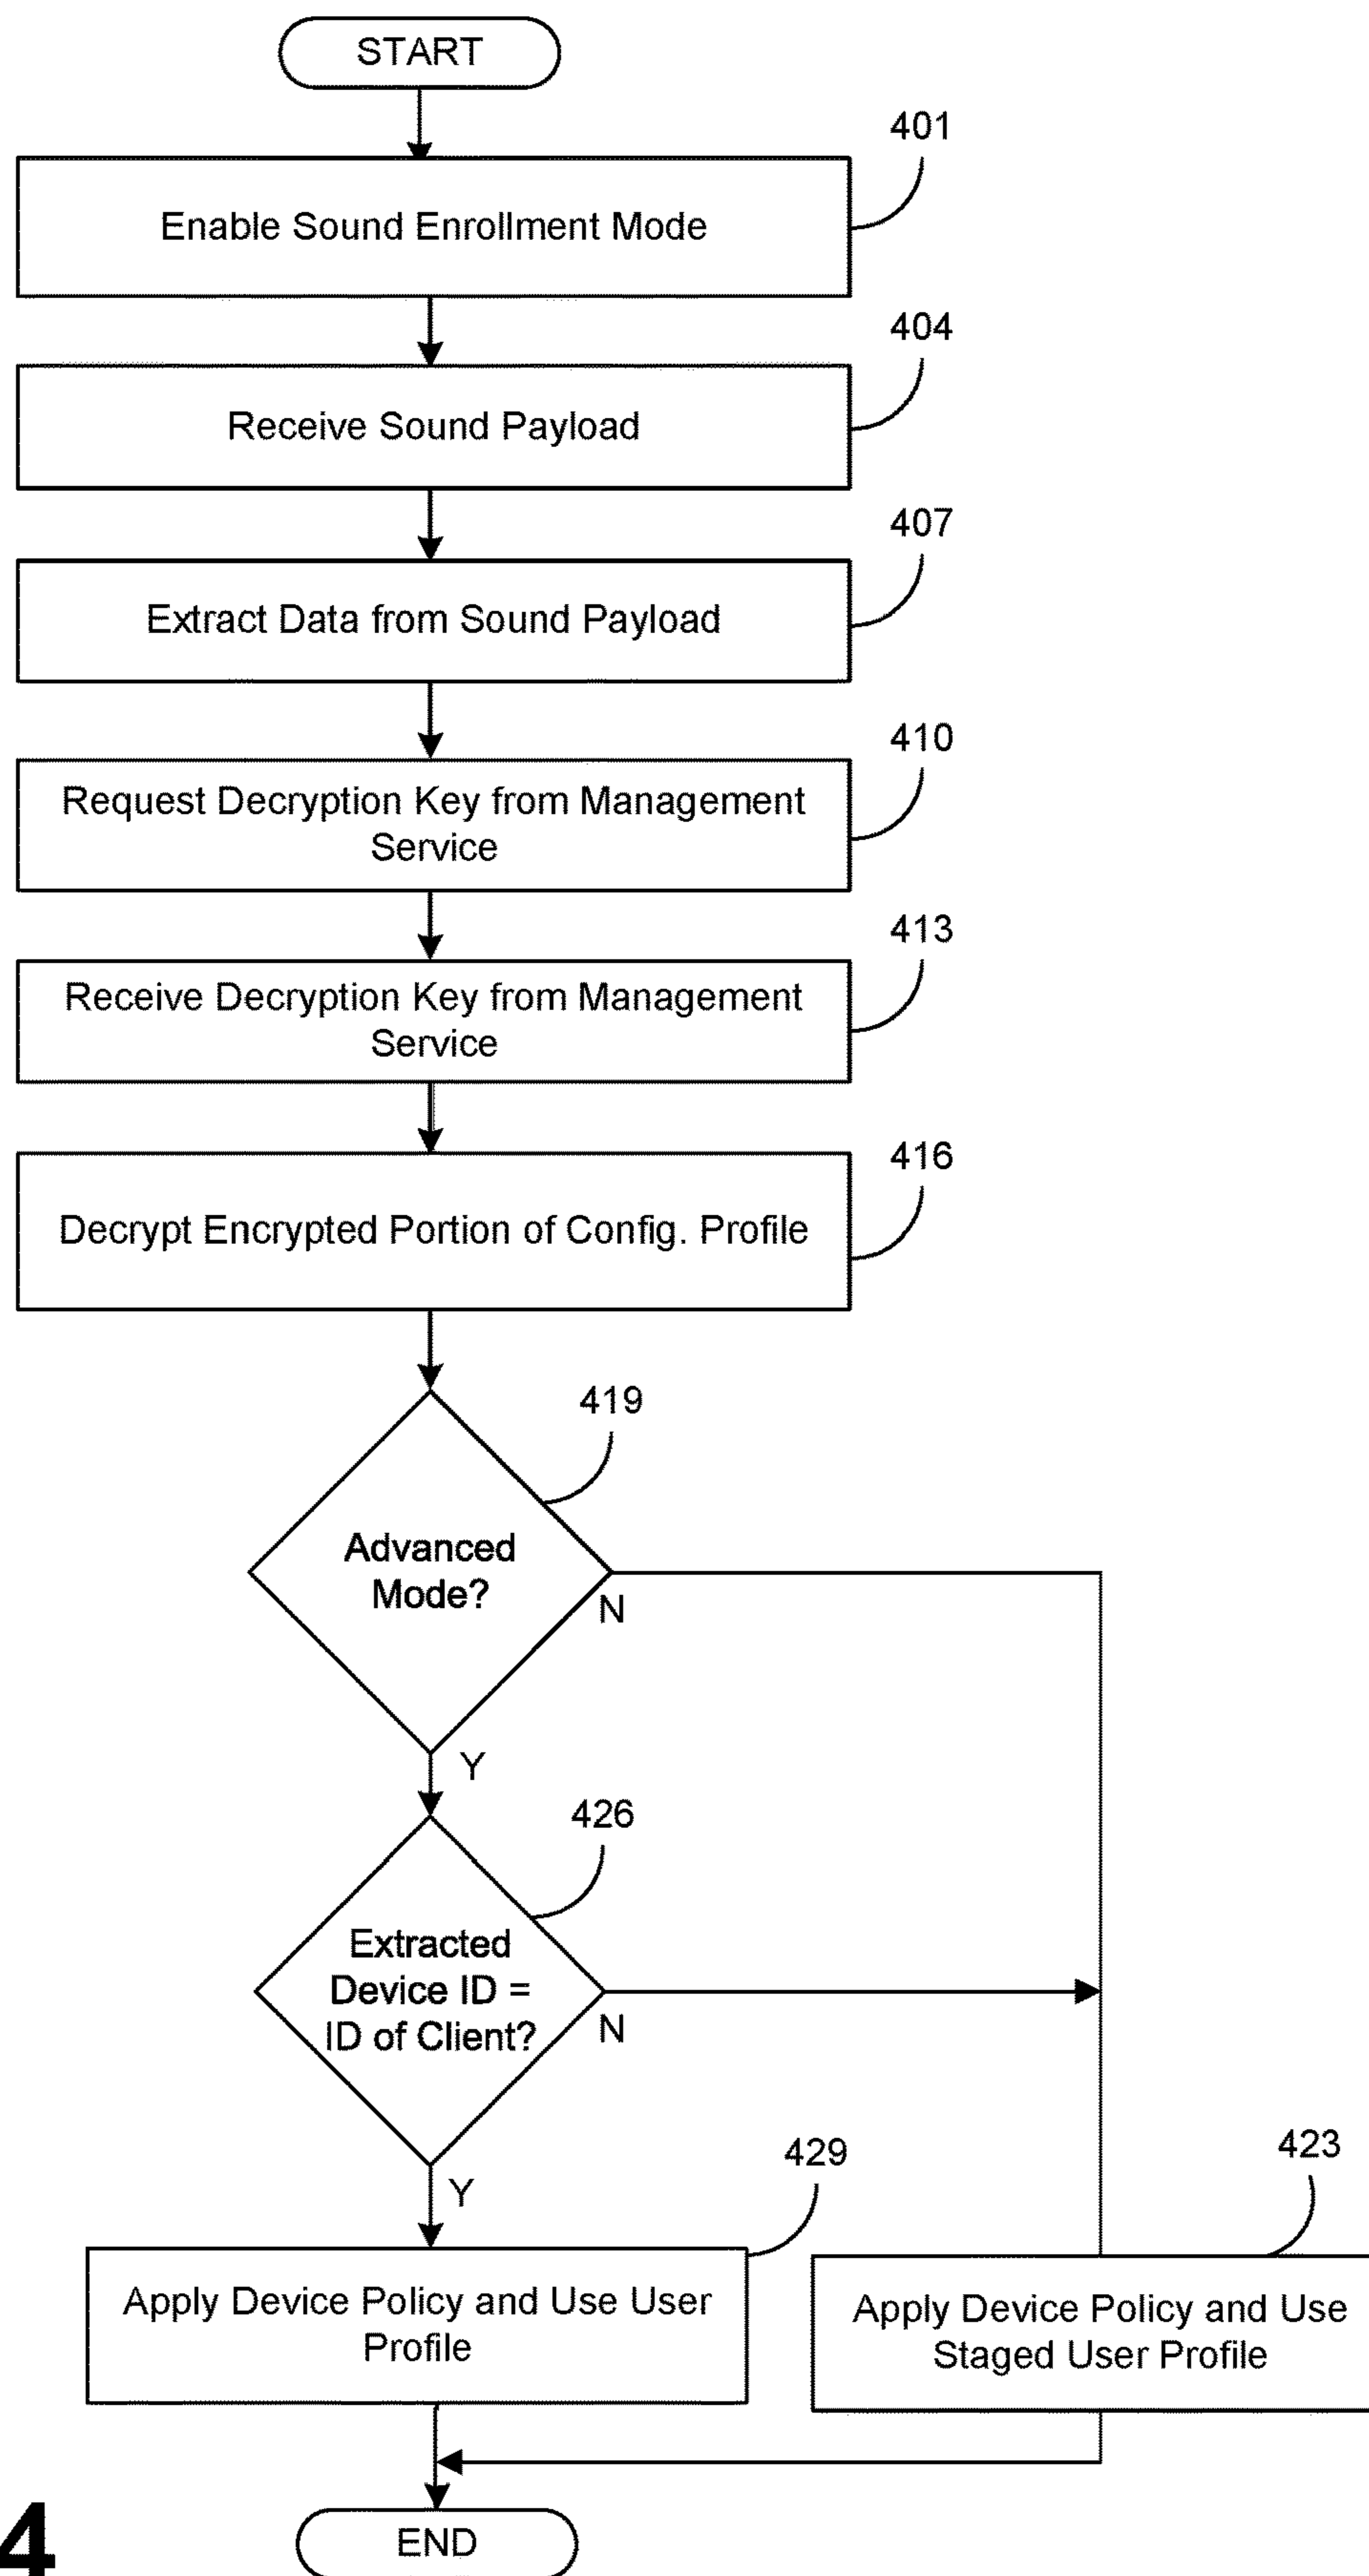 START
401
Enable Sound Enrollment Mode
404
Receive Sound Payload
407
Extract Data from Sound Payload
410
Request Decryption Key from Management
Service
413
Receive Decryption Key from Management
Service
416
Decrypt Encrypted Portion of Config. Profile
419
Advanced
Mode?
N
Y
426
Extracted
Device ID =
ID of Client?
N
Y
429
423
Apply Device Policy and Use User
Profile
Apply Device Policy and Use
Staged User Profile
END
4